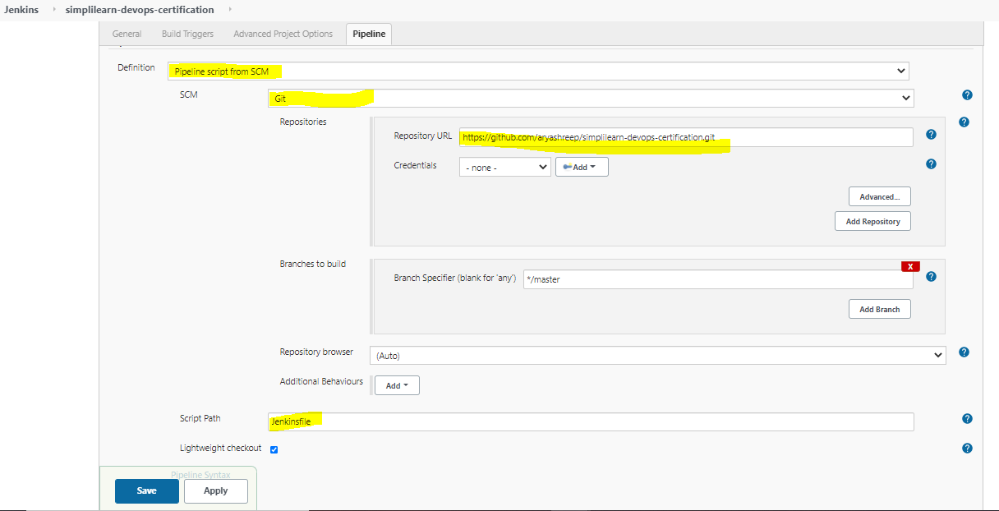 Jenkins simplilearn-devops-certification
General Build Triggers Advanced Project Options Pipeline
Definition Pipeline script from SCM
SCM Git
Repositories
Repository URL https://github.com/aryashreep/simplilearn-devops-certification.git
Credentials - none - Add
Advanced...
Add Repository
Branches to build
X
Branch Specifier (blank for 'any') */master
Add Branch
Repository browser (Auto)
Additional Behaviours Add
Script Path Jenkinsfile
Lightweight checkout
Pipeline Syntax
Save Apply